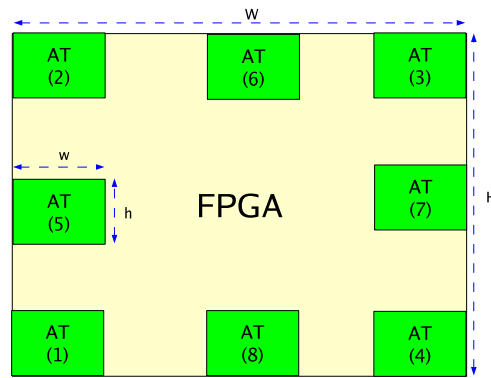 W
AT
(2)
AT
(6)
AT
(3)
w
AT
(5)
h
FPGA
AT
(7)
H
AT
(1)
AT
(8)
AT
(4)